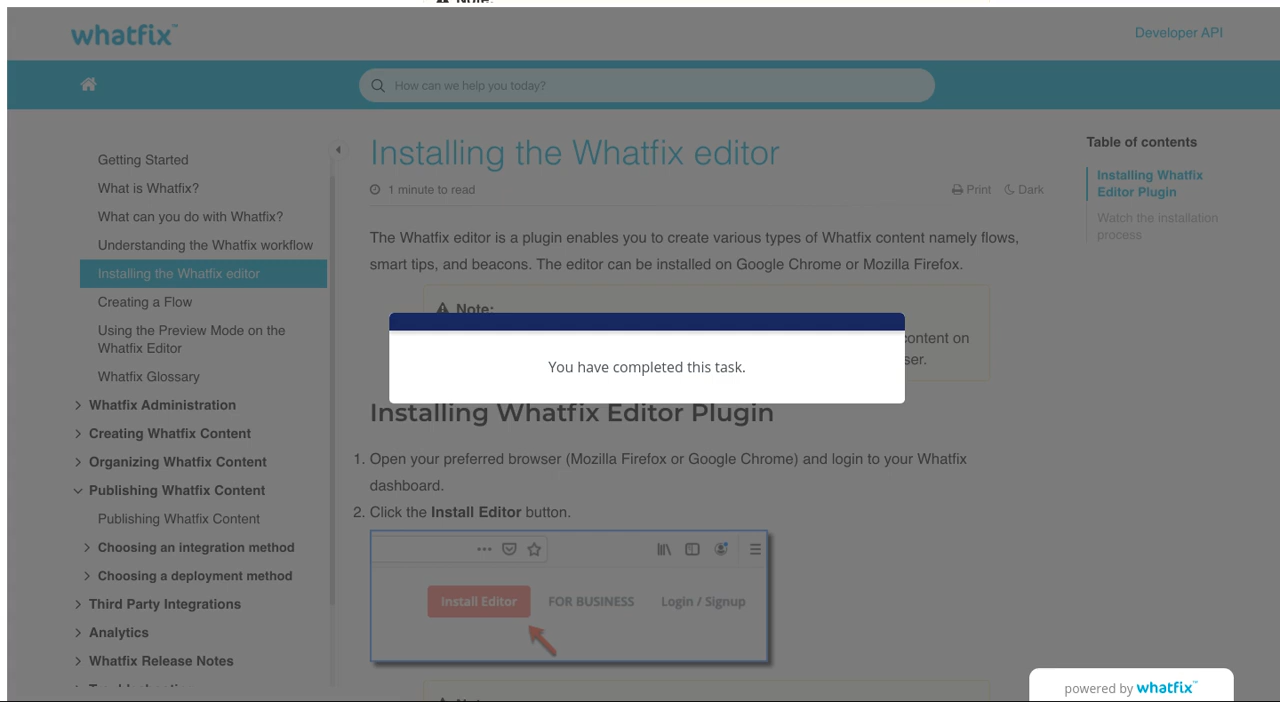 Note:
whatfix™
Developer API
How can we help you today?
Getting Started
What is Whatfix?
What can you do with Whatfix?
Understanding the Whatfix workflow
Installing the Whatfix editor
Creating a Flow
Using the Preview Mode on the
Whatfix Editor
Whatfix Glossary
Whatfix Administration
Creating Whatfix Content
Organizing Whatfix Content
Publishing Whatfix Content
Publishing Whatfix Content
Choosing an integration method
Choosing a deployment method
Third Party Integrations
Analytics
Whatfix Release Notes
Installing the Whatfix editor
1 minute to read
Print Dark
The Whatfix editor is a plugin enables you to create various types of Whatfix content namely flows,
smart tips, and beacons. The editor can be installed on Google Chrome or Mozilla Firefox.
Note:
content on
You have completed this task.
Installing Whatfix Editor Plugin
1. Open your preferred browser (Mozilla Firefox or Google Chrome) and login to your Whatfix
dashboard.
2. Click the Install Editor button.
Install Editor FOR BUSINESS Login / Signup
Table of contents
Installing Whatfix
Editor Plugin
Watch the installation
process
powered by whatfix™